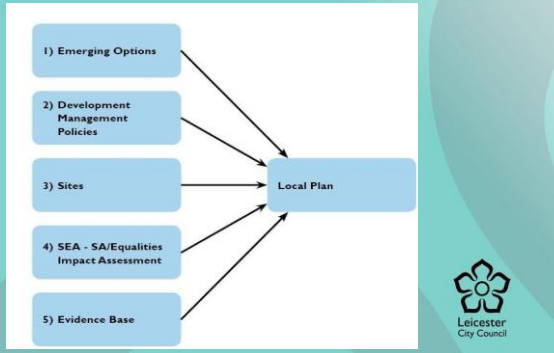 1) Emerging Options
2) Development
Management
Policies
3) Sites
Local Plan
4) SEA - SA/Equalities
Impact Assessment
5) Evidence Base
Leicester
City Council